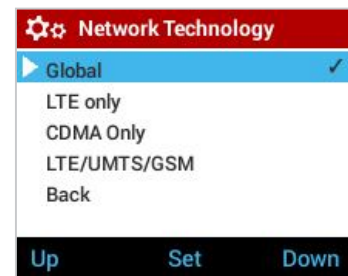 Network Technology
Global
LTE only
CDMA Only
LTE/UMTS/GSM
Back
Up Set Down